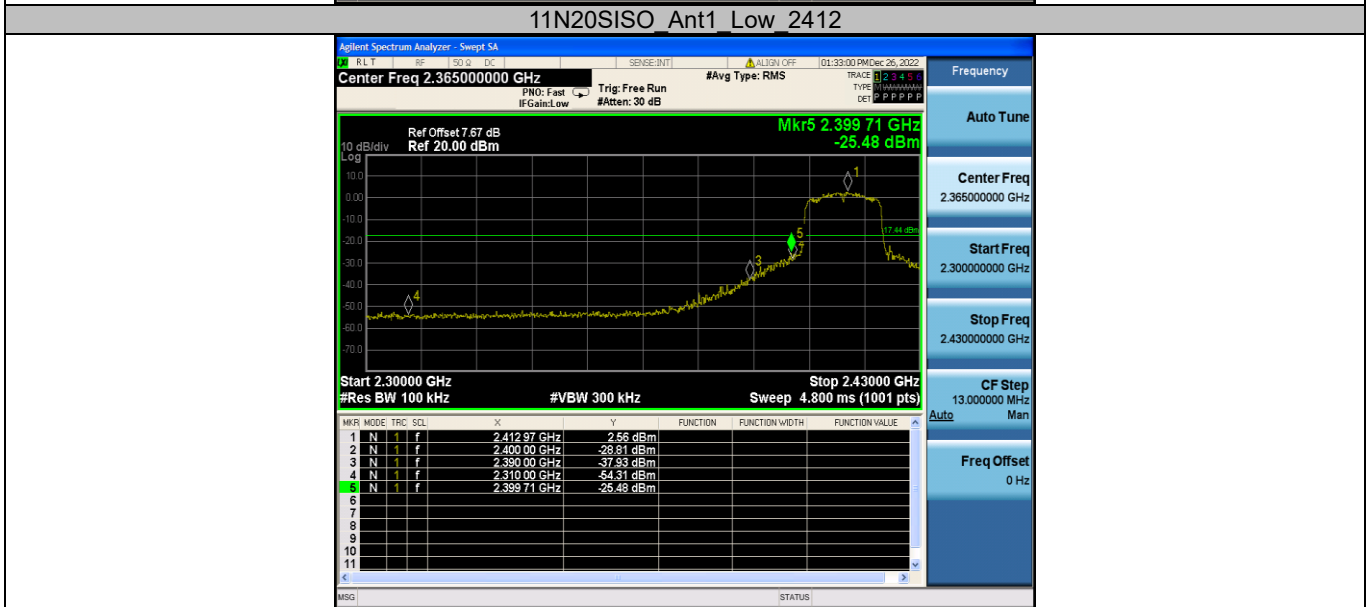 11N20SISO_Ant1_Low_2412
Agilent Spectrum Analyzer - Swept SA
RLT RF 50 Ω DC SENSE:INT ALIGN OFF 01:33:00 PM Dec 26, 2022
Center Freq 2.365000000 GHz #Avg Type: RMS TRACE 1 2 3 4 5 6
PNO: Fast Trig: Free Run TYPE M
IFGain:Low #Atten: 30 dB DET P P P P P P
Mkr5 2.399 71 GHz
-25.48 dBm
Ref Offset 7.67 dB
10 dB/div Ref 20.00 dBm
Log
10.0
0.00
-10.0
-20.0
-30.0
-40.0
-50.0
-60.0
-70.0
1
5
3
4
-17.44 dBm
Start 2.30000 GHz Stop 2.43000 GHz
#Res BW 100 kHz #VBW 300 kHz Sweep 4.800 ms (1001 pts)
MKR MODE TRC SCL X Y FUNCTION FUNCTION WIDTH FUNCTION VALUE
1 N 1 f 2.412 97 GHz 2.56 dBm
2 N 1 f 2.400 00 GHz -28.81 dBm
3 N 1 f 2.390 00 GHz -37.93 dBm
4 N 1 f 2.310 00 GHz -54.31 dBm
5 N 1 f 2.399 71 GHz -25.48 dBm
6
7
8
9
10
11
MSG STATUS
Frequency
Auto Tune
Center Freq
2.365000000 GHz
Start Freq
2.300000000 GHz
Stop Freq
2.430000000 GHz
CF Step
13.000000 MHz
Auto Man
Freq Offset
0 Hz